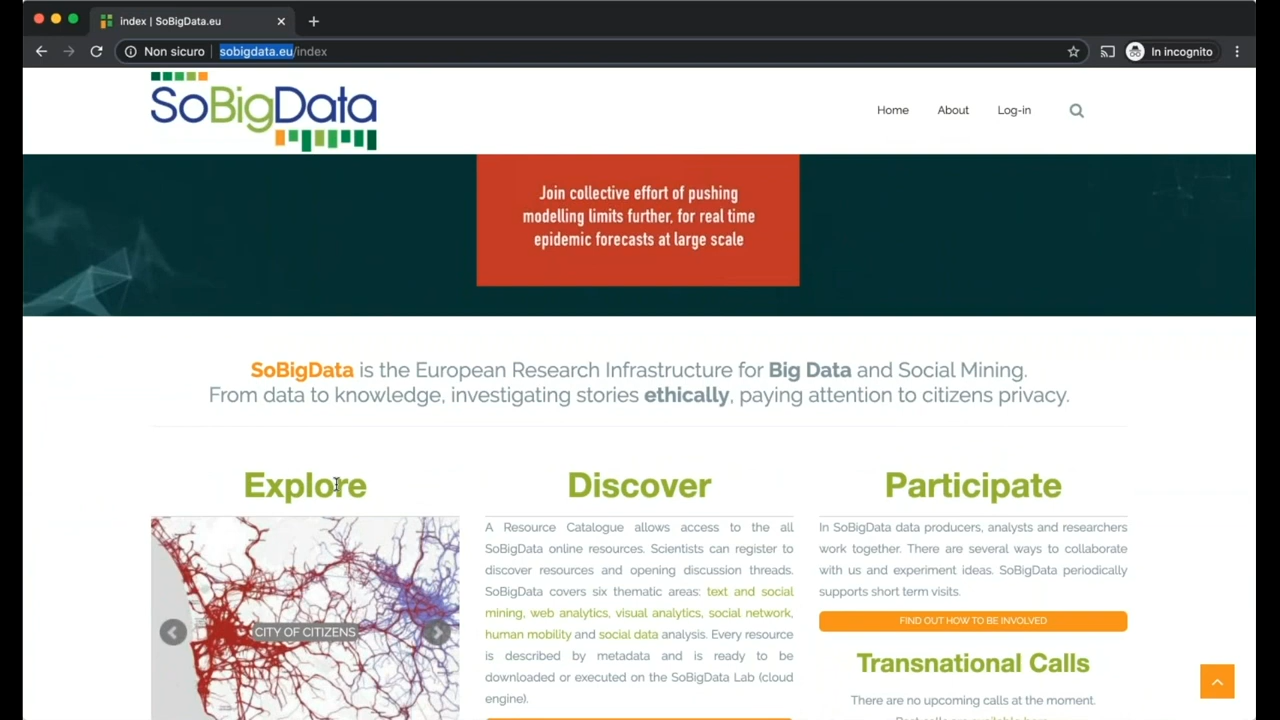 index | SoBigData.eu
Non sicuro | sobigdata.eu/index
In incognito
SoBigData
Home About Log-in
Join collective effort of pushing
modelling limits further, for real time
epidemic forecasts at large scale
SoBigData is the European Research Infrastructure for Big Data and Social Mining.
From data to knowledge, investigating stories ethically, paying attention to citizens privacy.
Explore
CITY OF CITIZENS
Discover
A Resource Catalogue allows access to the all
SoBigData online resources. Scientists can register to
discover resources and opening discussion threads.
SoBigData covers six thematic areas: text and social
mining, web analytics, visual analytics, social network,
human mobility and social data analysis. Every resource
is described by metadata and is ready to be
downloaded or executed on the SoBigData Lab (cloud
engine).
Participate
In SoBigData data producers, analysts and researchers
work together. There are several ways to collaborate
with us and experiment ideas. SoBigData periodically
supports short term visits.
FIND OUT HOW TO BE INVOLVED
Transnational Calls
There are no upcoming calls at the moment.